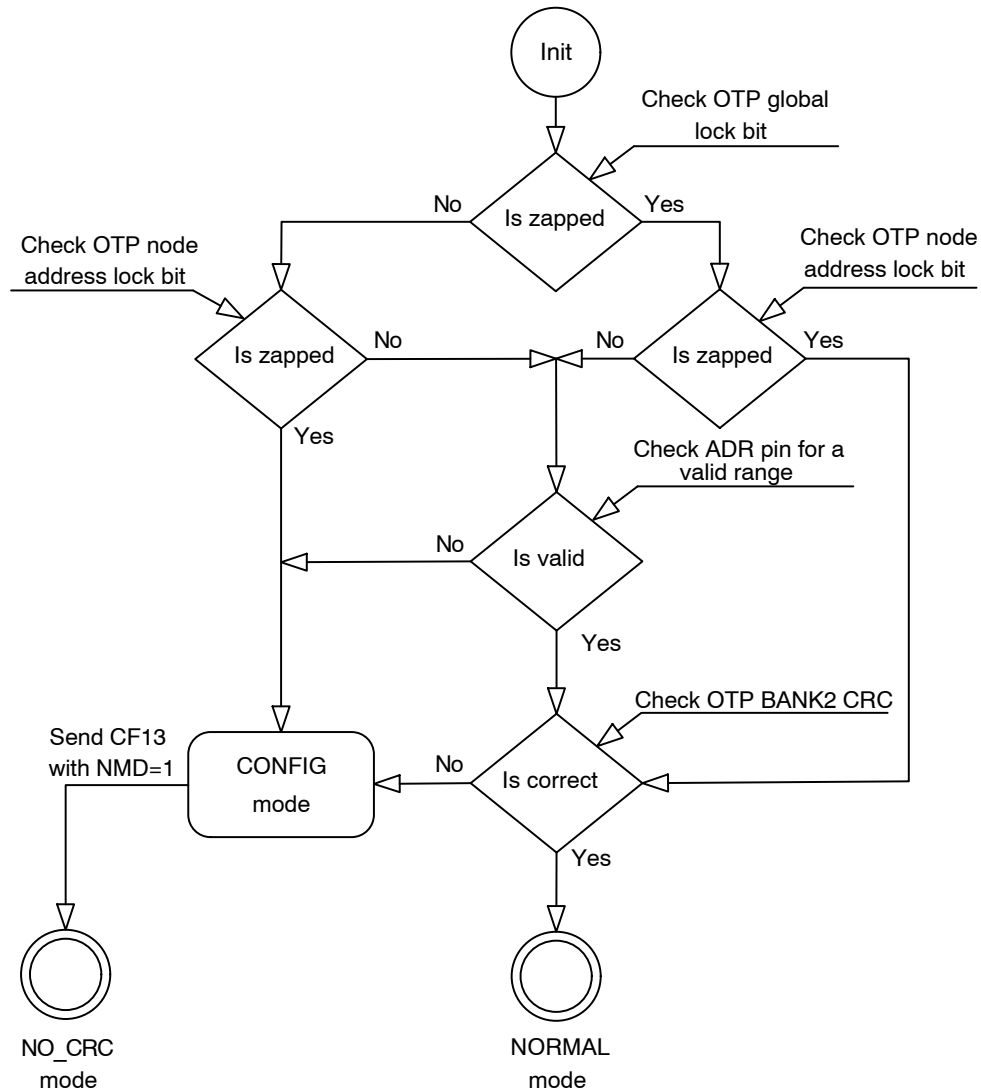 Init
Check OTP global
lock bit
No
Is zapped
Yes
Check OTP node
address lock bit
Check OTP node
address lock bit
Is zapped
No
No
Is zapped
Yes
Yes
Check ADR pin for a
valid range
No
Is valid
Yes
Check OTP BANK2 CRC
Send CF13
with NMD=1
CONFIG
mode
No
Is correct
Yes
NO_CRC
mode
NORMAL
mode